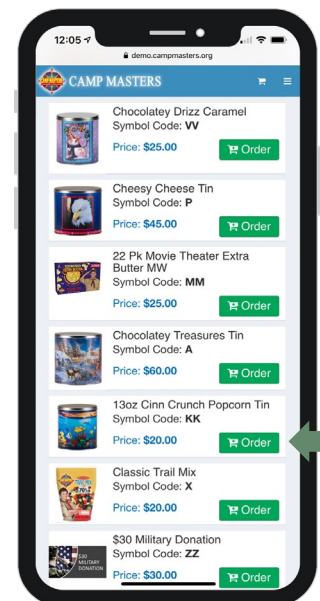 12:05
demo.campmasters.org
CAMP MASTERS
Chocolatey Drizz Caramel
Symbol Code: VV
Price: $25.00
Order
Cheesy Cheese Tin
Symbol Code: P
Price: $45.00
Order
22 Pk Movie Theater Extra
Butter MW
Symbol Code: MM
Price: $25.00
Order
Chocolatey Treasures Tin
Symbol Code: A
Price: $60.00
Order
13oz Cinn Crunch Popcorn Tin
Symbol Code: KK
Price: $20.00
Order
Classic Trail Mix
Symbol Code: X
Price: $20.00
Order
$30 Military Donation
Symbol Code: ZZ
Price: $30.00
Order
$30
MILITARY
DONATION